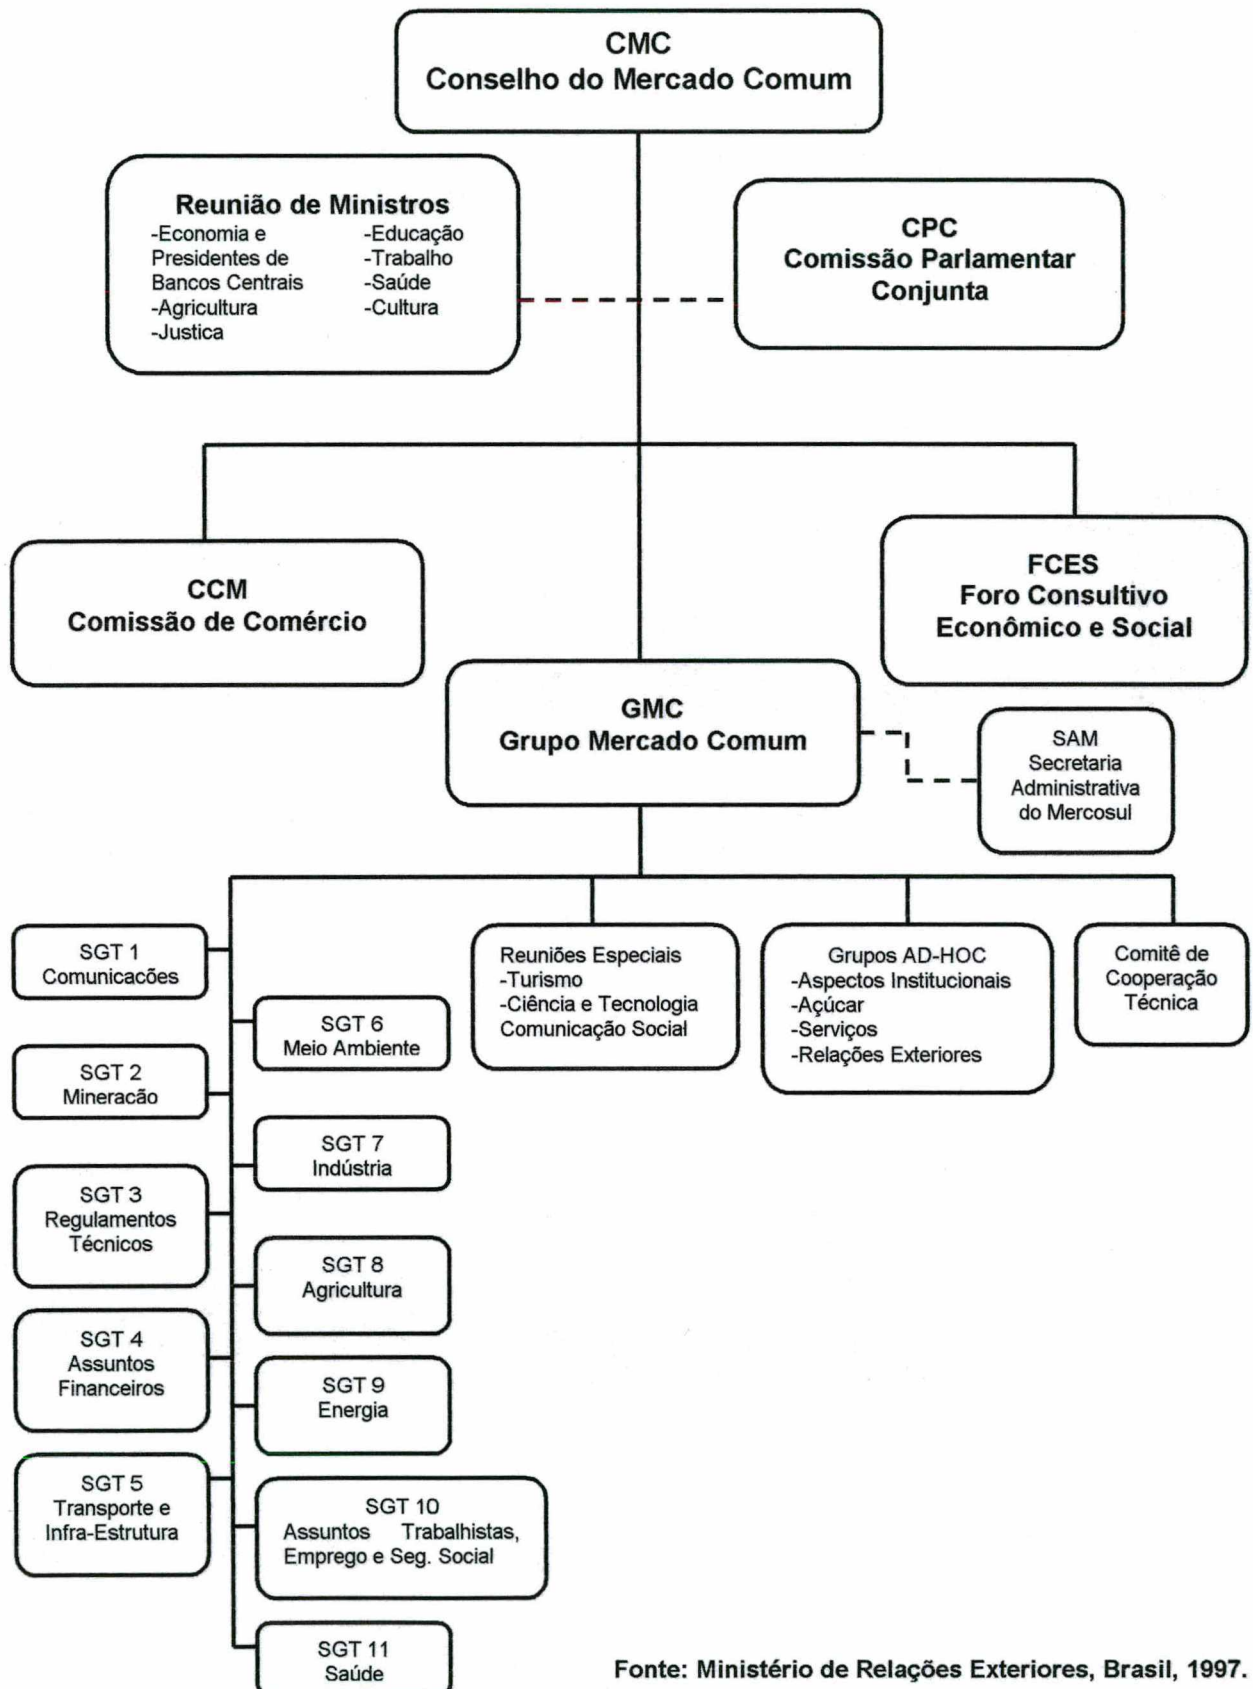 CMC
Conselho do Mercado Comum
Reunião de Ministros
-Economia e
Presidentes de
Bancos Centrais
-Agricultura
-Justica
-Educação
-Trabalho
-Saúde
-Cultura
CPC
Comissão Parlamentar
Conjunta
CCM
Comissão de Comércio
FCES
Foro Consultivo
Econômico e Social
GMC
Grupo Mercado Comum
SAM
Secretaria
Administrativa
do Mercosul
SGT 1
Comunicacões
SGT 2
Mineracão
SGT 3
Regulamentos
Técnicos
SGT 4
Assuntos
Financeiros
SGT 5
Transporte e
Infra-Estrutura
SGT 6
Meio Ambiente
SGT 7
Indústria
SGT 8
Agricultura
SGT 9
Energia
SGT 10
Assuntos Trabalhistas,
Emprego e Seg. Social
SGT 11
Saúde
Reuniões Especiais
-Turismo
-Ciência e Tecnologia
Comunicação Social
Grupos AD-HOC
-Aspectos Institucionais
-Açúcar
-Serviços
-Relações Exteriores
Comitê de
Cooperação
Técnica
Fonte: Ministério de Relações Exteriores, Brasil, 1997.